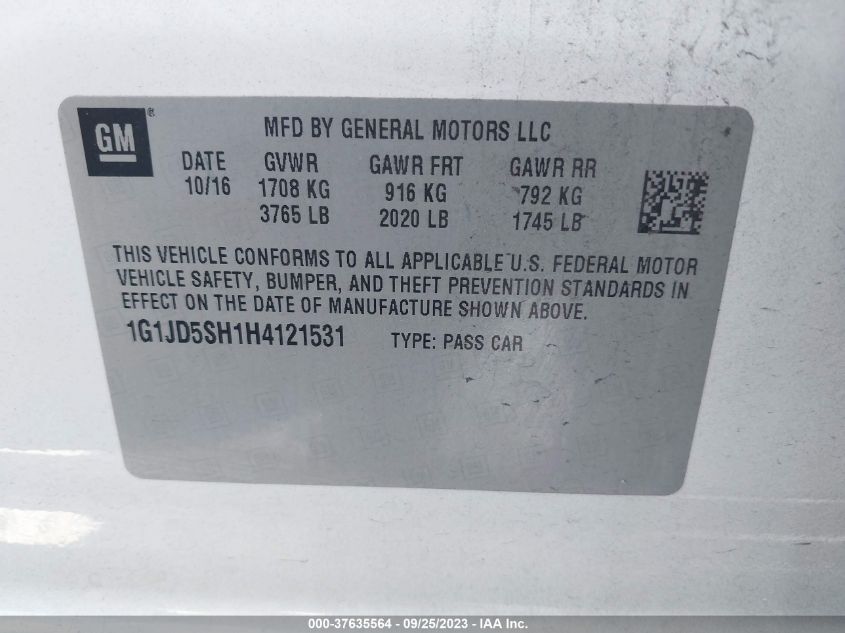 GM ®
MFD BY GENERAL MOTORS LLC
DATE GVWR GAWR FRT GAWR RR
10/16 1708 KG 916 KG 792 KG
3765 LB 2020 LB 1745 LB
THIS VEHICLE CONFORMS TO ALL APPLICABLE U.S. FEDERAL MOTOR
VEHICLE SAFETY, BUMPER, AND THEFT PREVENTION STANDARDS IN
EFFECT ON THE DATE OF MANUFACTURE SHOWN ABOVE.
1G1JD5SH1H4121531 TYPE: PASS CAR
000-37635564 - 09/25/2023 - IAA Inc.